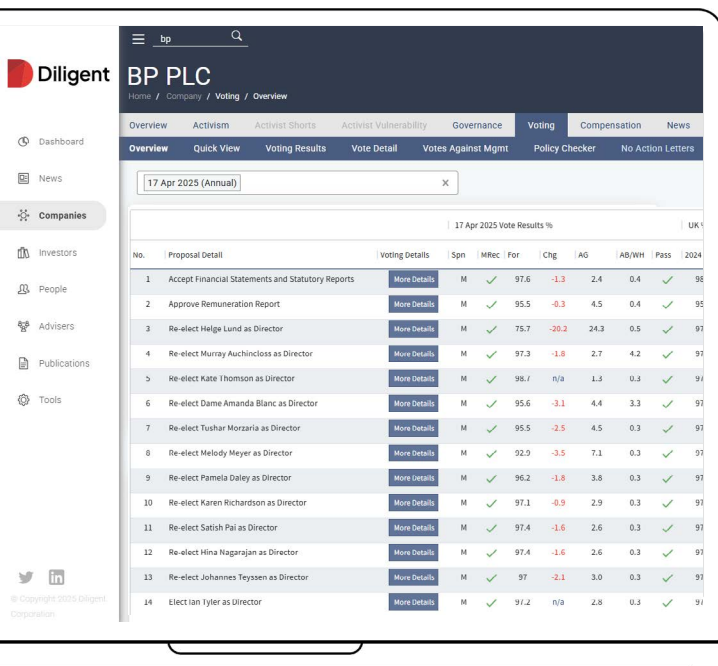 bp
Diligent
BP PLC
Home / Company / Voting / Overview
Overview Activism Activist Shorts Activist Vulnerability Governance Voting Compensation News
Overview Quick View Voting Results Vote Detail Votes Against Mgmt Policy Checker No Action Letters
Dashboard
News
Companies
Investors
People
Advisers
Publications
Tools
© Copyright 2025 Diligent
Corporation
17 Apr 2025 (Annual) X
17 Apr 2025 Vote Results % UK
No. Proposal Detail Voting Details Spn MRec For Chg AG AB/WH Pass 2024
1 Accept Financial Statements and Statutory Reports More Details M 97.6 -1.3 2.4 0.4 98
2 Approve Remuneration Report More Details M 95.5 -0.3 4.5 0.4 95
3 Re-elect Helge Lund as Director More Details M 75.7 -20.2 24.3 0.5 97
4 Re-elect Murray Auchincloss as Director More Details M 97.3 -1.8 2.7 4.2 97
5 Re-elect Kate Thomson as Director More Details M 98.7 n/a 1.3 0.3 97
6 Re-elect Dame Amanda Blanc as Director More Details M 95.6 -3.1 4.4 3.3 97
7 Re-elect Tushar Morzaria as Director More Details M 95.5 -2.5 4.5 0.3 97
8 Re-elect Melody Meyer as Director More Details M 92.9 -3.5 7.1 0.3 97
9 Re-elect Pamela Daley as Director More Details M 96.2 -1.8 3.8 0.3 97
10 Re-elect Karen Richardson as Director More Details M 97.1 -0.9 2.9 0.3 97
11 Re-elect Satish Pai as Director More Details M 97.4 -1.6 2.6 0.3 97
12 Re-elect Hina Nagarajan as Director More Details M 97.4 -1.6 2.6 0.3 97
13 Re-elect Johannes Teyssen as Director More Details M 97 -2.1 3.0 0.3 97
14 Elect Ian Tyler as Director More Details M 97.2 n/a 2.8 0.3 97